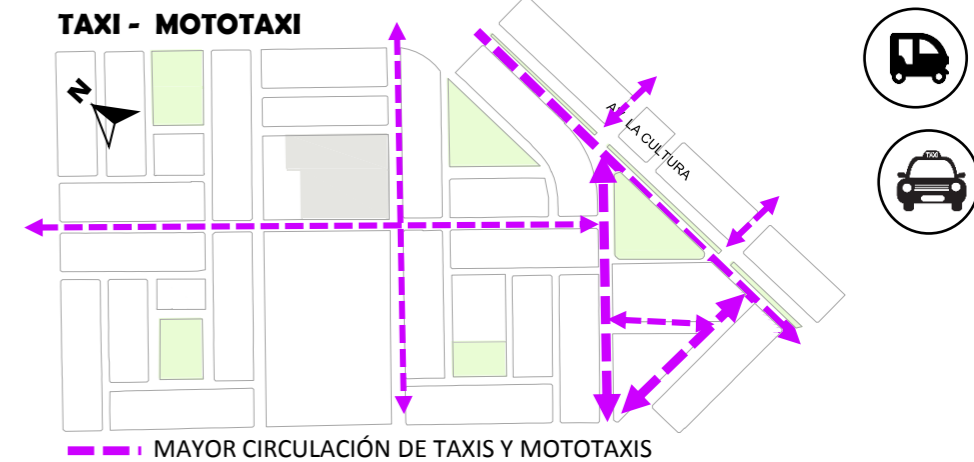 TAXI - MOTOTAXI
N
AV. LA CULTURA
TAXI
MAYOR CIRCULACIÓN DE TAXIS Y MOTOTAXIS